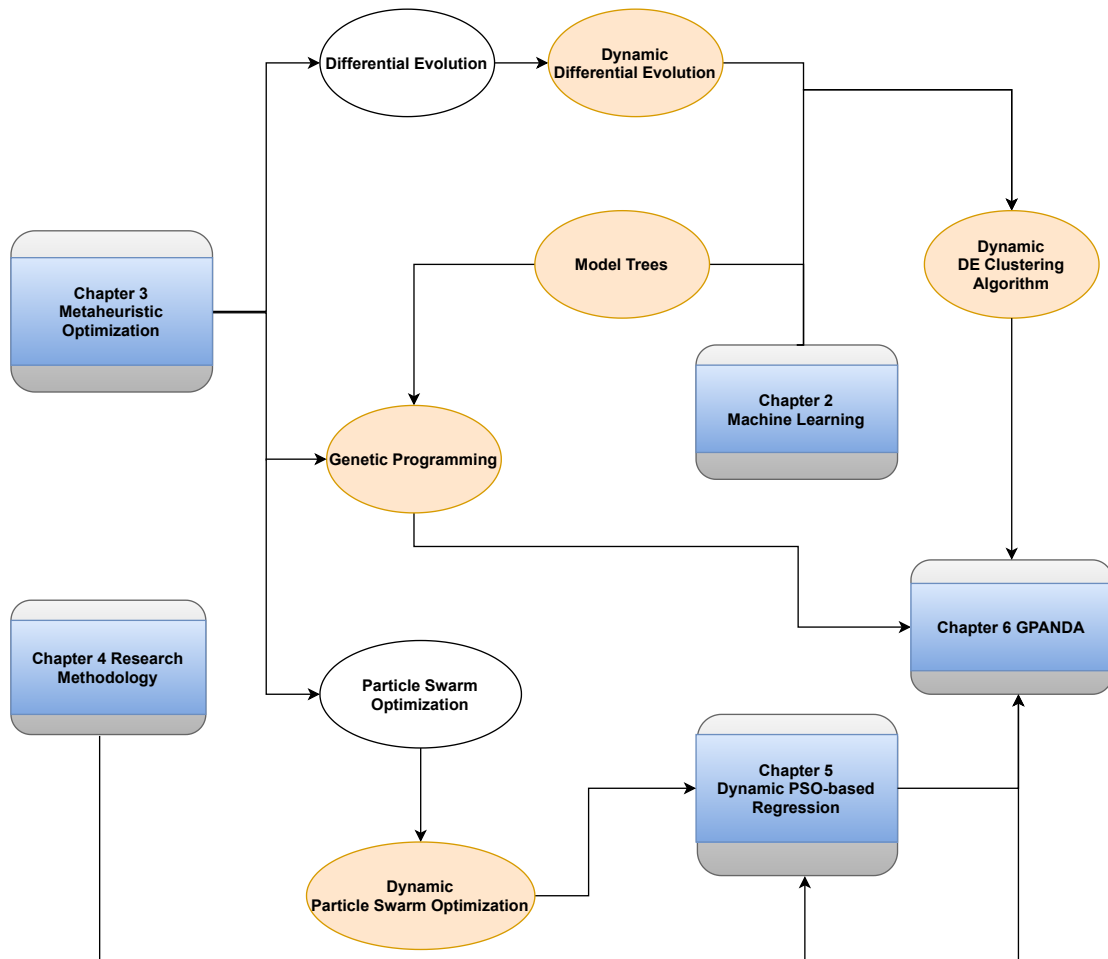 Differential Evolution
Dynamic
Differential Evolution
Chapter 3
Metaheuristic
Optimization
Model Trees
Dynamic
DE Clustering
Algorithm
Chapter 2
Machine Learning
Genetic Programming
Chapter 4 Research
Methodology
Chapter 6 GPANDA
Particle Swarm
Optimization
Chapter 5
Dynamic PSO-based
Regression
Dynamic
Particle Swarm Optimization